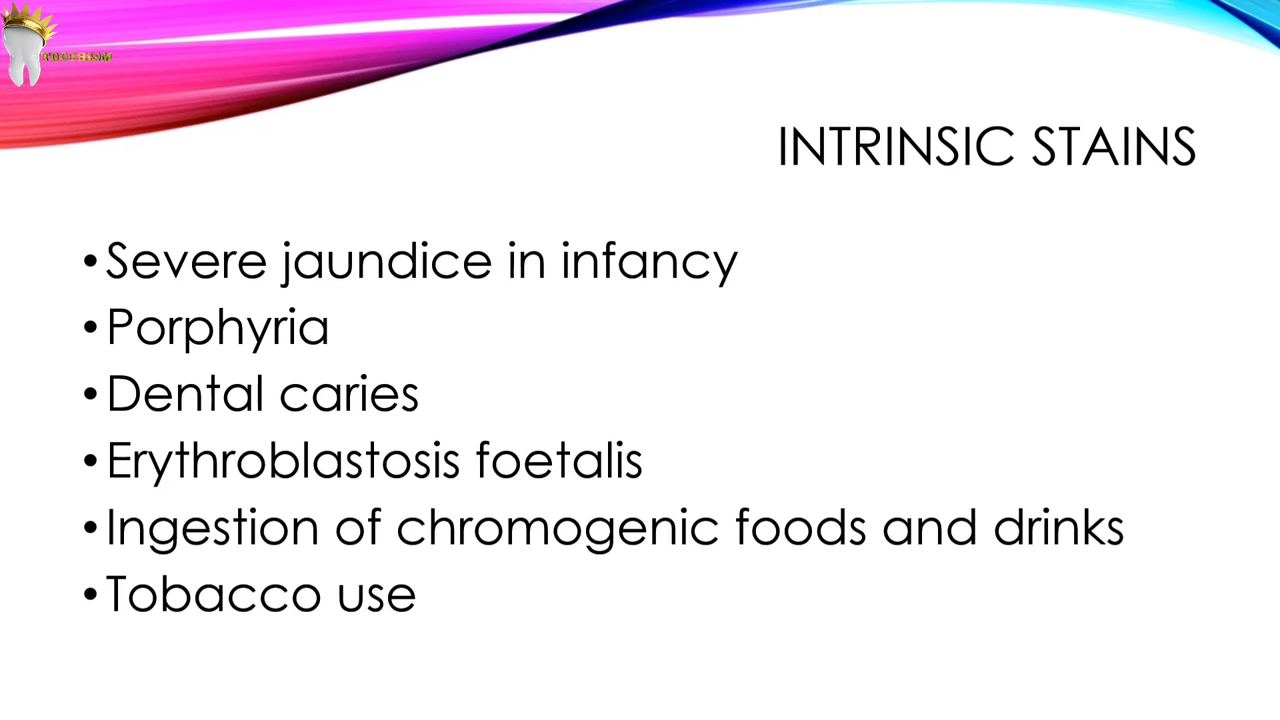 TOOTHISM
INTRINSIC STAINS
•Severe jaundice in infancy
•Porphyria
•Dental caries
•Erythroblastosis foetalis
•Ingestion of chromogenic foods and drinks
•Tobacco use